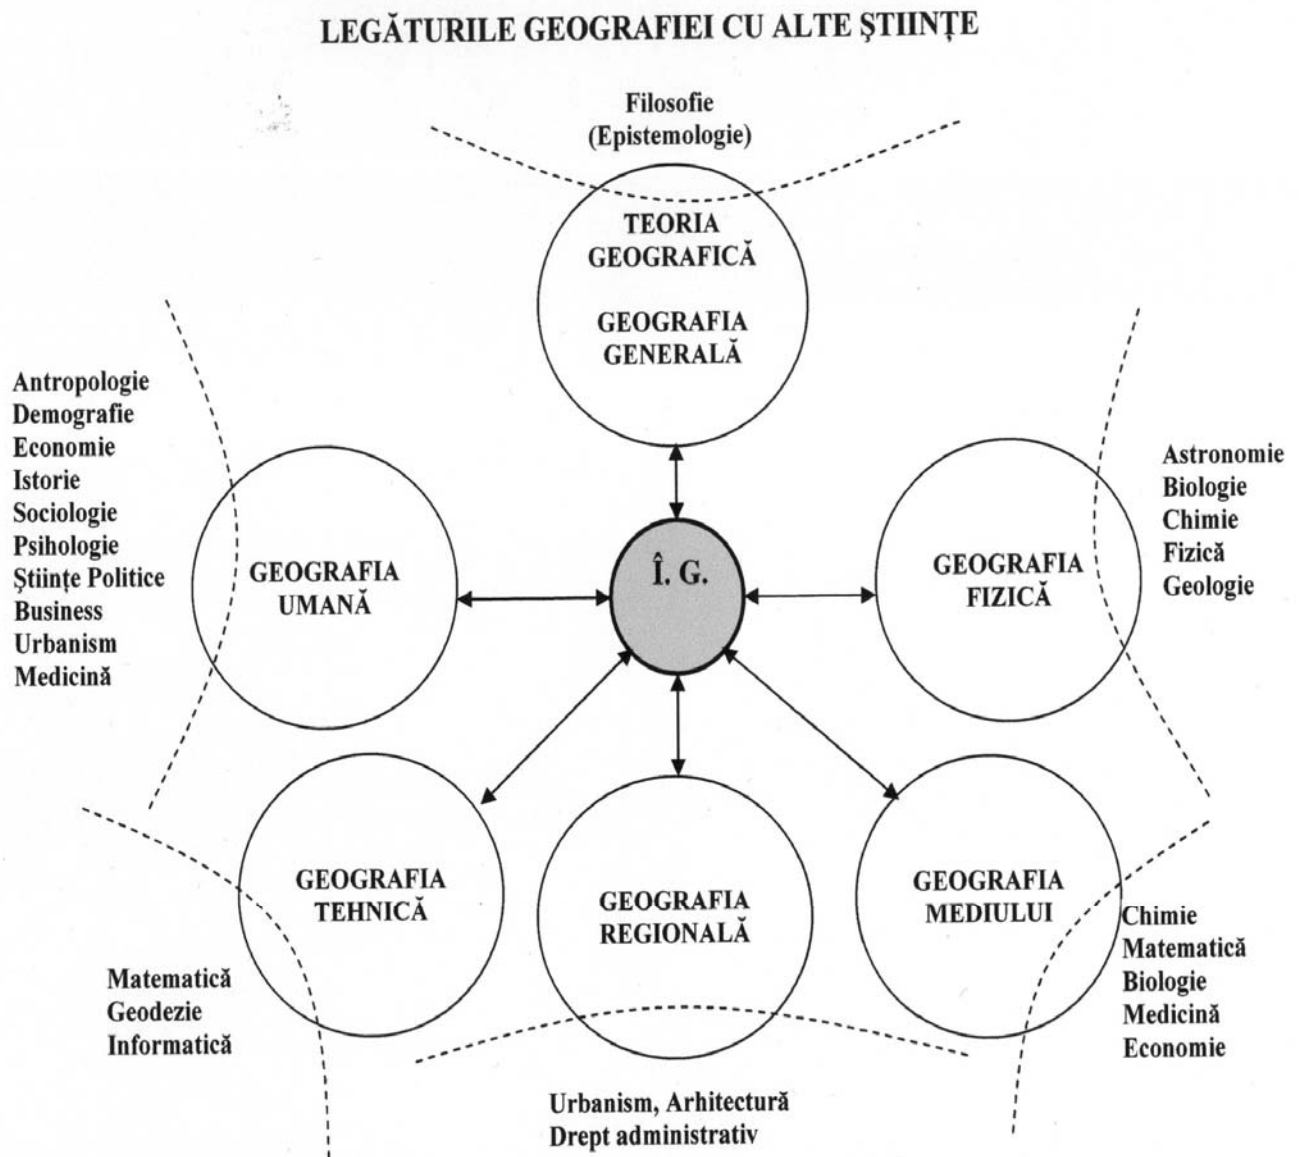 LEGĂTURILE GEOGRAFIEI CU ALTE ŞTIINŢE
Filosofie
(Epistemologie)
TEORIA
GEOGRAFICĂ
GEOGRAFIA
GENERALĂ
Antropologie
Demografie
Economie
Istorie
Sociologie
Psihologie
Ştiinţe Politice
Business
Urbanism
Medicină
GEOGRAFIA
UMANĂ
Î. G.
GEOGRAFIA
FIZICĂ
Astronomie
Biologie
Chimie
Fizică
Geologie
GEOGRAFIA
TEHNICĂ
Matematică
Geodezie
Informatică
GEOGRAFIA
REGIONALĂ
Urbanism, Arhitectură
Drept administrativ
GEOGRAFIA
MEDIULUI
Chimie
Matematică
Biologie
Medicină
Economie